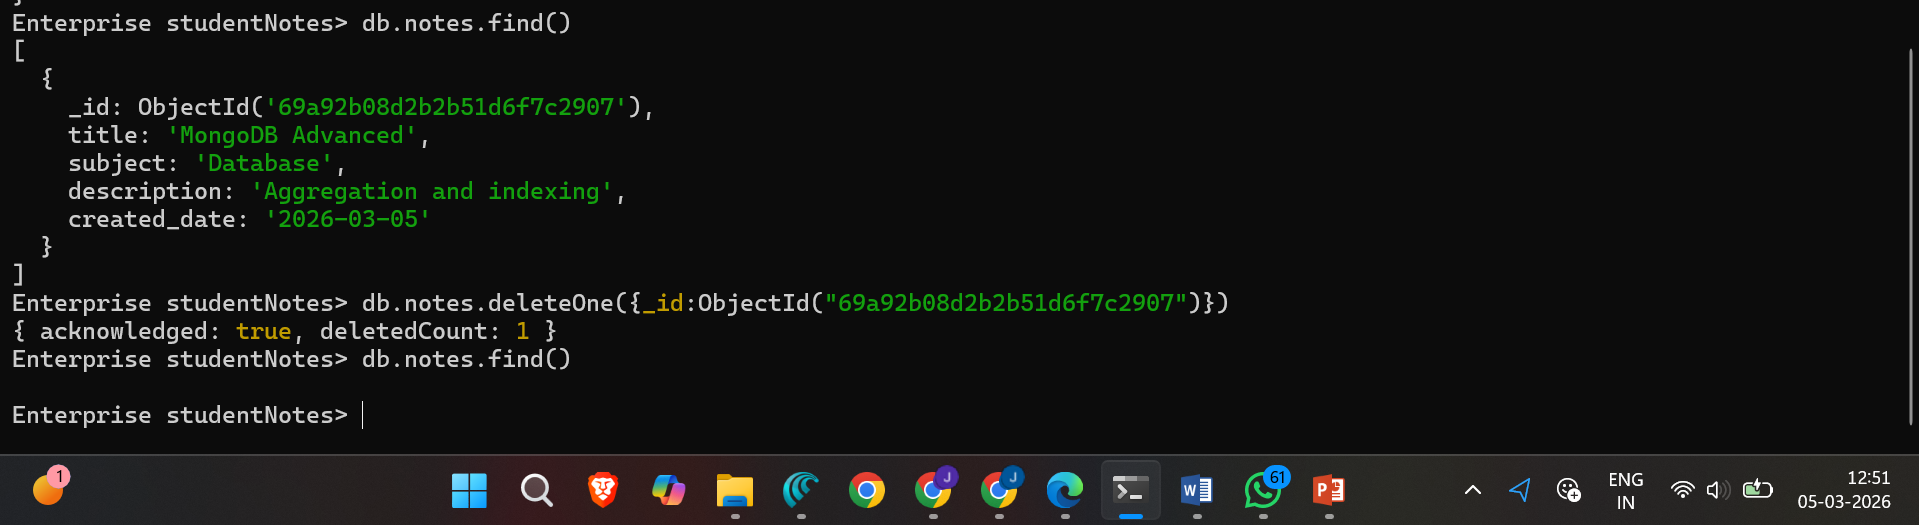 }
Enterprise studentNotes> db.notes.find()
[
  {
    _id: ObjectId('69a92b08d2b2b51d6f7c2907'),
    title: 'MongoDB Advanced',
    subject: 'Database',
    description: 'Aggregation and indexing',
    created_date: '2026-03-05'
  }
]
Enterprise studentNotes> db.notes.deleteOne({_id:ObjectId("69a92b08d2b2b51d6f7c2907")})
{ acknowledged: true, deletedCount: 1 }
Enterprise studentNotes> db.notes.find()

Enterprise studentNotes>
1
J
J
W
61
P
ENG
IN
12:51
05-03-2026